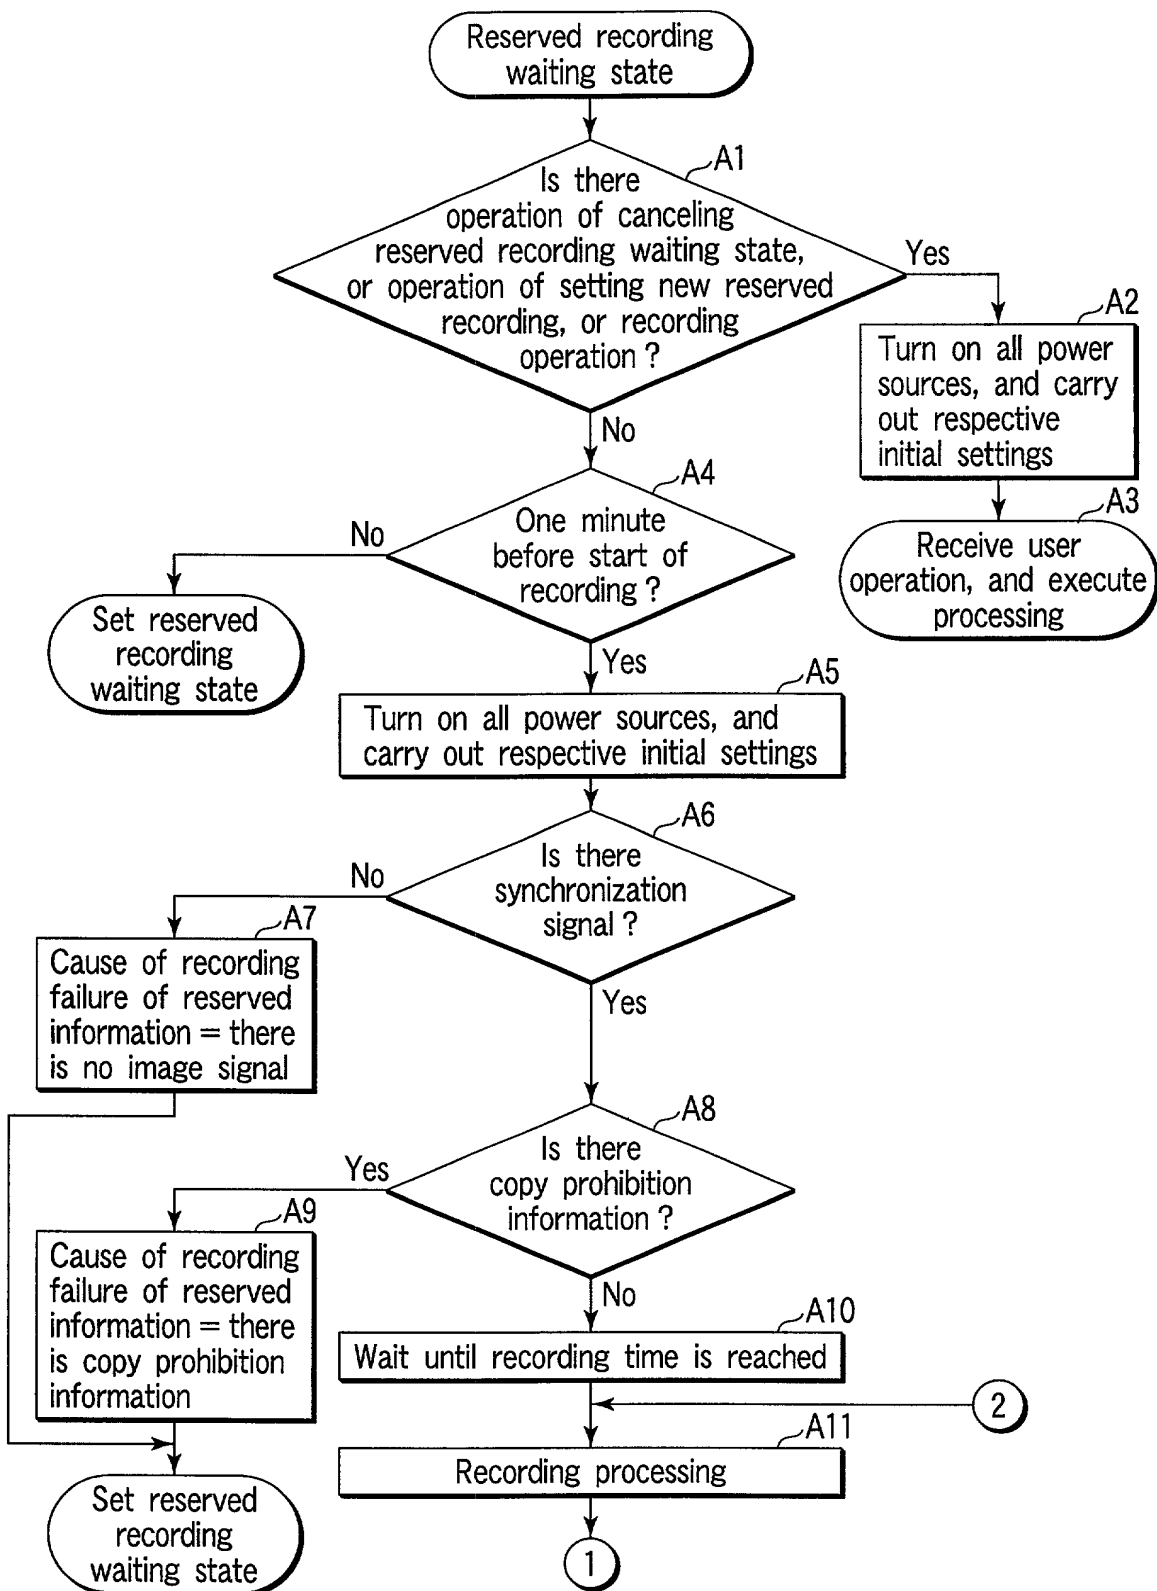 Reserved recording
waiting state
A1
Is there
operation of canceling
reserved recording waiting state,
or operation of setting new reserved
recording, or recording
operation ?
Yes
A2
Turn on all power
sources, and carry
out respective
initial settings
No
A3
Receive user
operation, and execute
processing
A4
One minute
before start of
recording ?
No
Set reserved
recording
waiting state
Yes
A5
Turn on all power sources, and
carry out respective initial settings
A6
Is there
synchronization
signal ?
No
A7
Cause of recording
failure of reserved
information = there
is no image signal
Yes
A8
Is there
copy prohibition
information ?
Yes
A9
Cause of recording
failure of reserved
information = there
is copy prohibition
information
No
A10
Wait until recording time is reached
2
A11
Recording processing
Set reserved
recording
waiting state
1